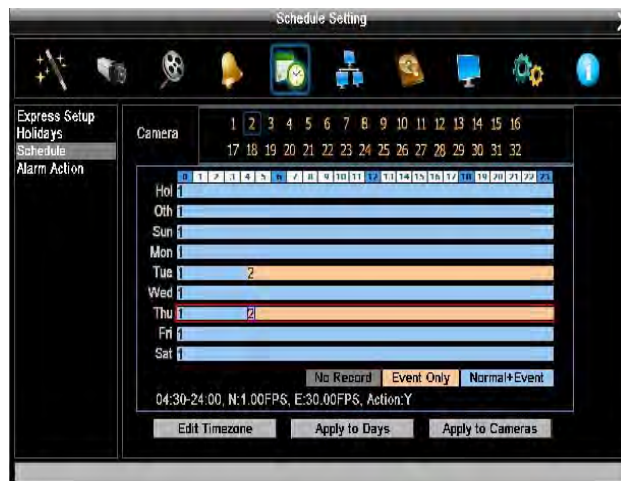 Schedule Setting
X
Express Setup
Holidays
Schedule
Alarm Action
Camera
1 2 3 4 5 6 7 8 9 10 11 12 13 14 15 16
17 18 19 20 21 22 23 24 25 26 27 28 29 30 31 32
0 1 2 3 4 5 6 7 8 9 10 11 12 13 14 15 16 17 18 19 20 21 22 23
Hol 1
Oth 1
Sun 1
Mon 1
Tue 1 2
Wed 1
Thu 1 2
Fri 1
Sat 1
No Record Event Only Normal+Event
04:30-24:00, N:1.00FPS, E:30.00FPS, Action:Y
Edit Timezone Apply to Days Apply to Cameras